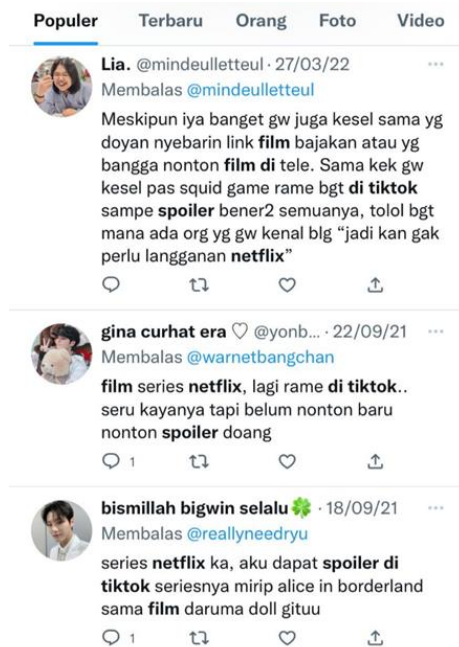 Populer Terbaru Orang Foto Video
Lia. @mindeulletteul · 27/03/22
Membalas @mindeulletteul
Meskipun iya banget gw juga kesel sama yg
doyan nyebarin link film bajakan atau yg
bangga nonton film di tele. Sama kek gw
kesel pas squid game rame bgt di tiktok
sampe spoiler bener2 semuanya, tolol bgt
mana ada org yg gw kenal blg “jadi kan gak
perlu langganan netflix”
gina curhat era ♡ @yonb... · 22/09/21
Membalas @warnetbangchan
film series netflix, lagi rame di tiktok..
seru kayanya tapi belum nonton baru
nonton spoiler doang
1
bismillah bigwin selalu🍀 · 18/09/21
Membalas @reallyneedryu
series netflix ka, aku dapat spoiler di
tiktok seriesnya mirip alice in borderland
sama film daruma doll gituu
1